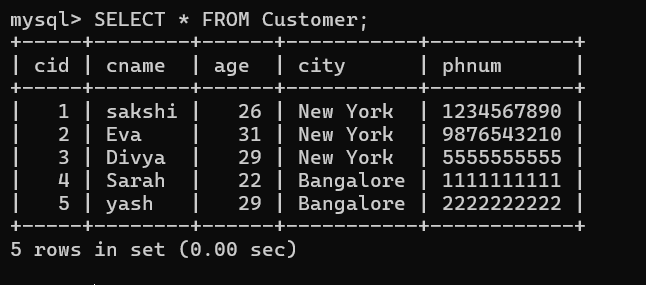 mysql> SELECT * FROM Customer;
+-----+--------+------+-----------+------------+
| cid | cname  | age  | city      | phnum      |
+-----+--------+------+-----------+------------+
|   1 | sakshi |   26 | New York  | 1234567890 |
|   2 | Eva    |   31 | New York  | 9876543210 |
|   3 | Divya  |   29 | New York  | 5555555555 |
|   4 | Sarah  |   22 | Bangalore | 1111111111 |
|   5 | yash   |   29 | Bangalore | 2222222222 |
+-----+--------+------+-----------+------------+
5 rows in set (0.00 sec)